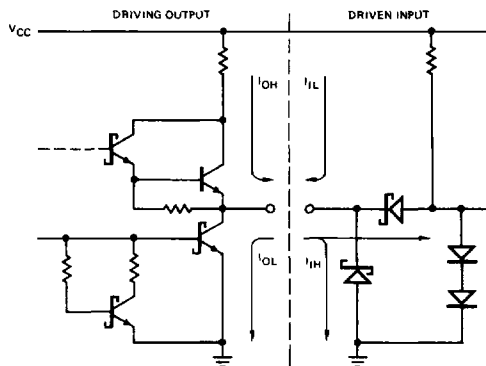 DRIVING OUTPUT
DRIVEN INPUT
VCC
IOH
IIL
IOL
IIH